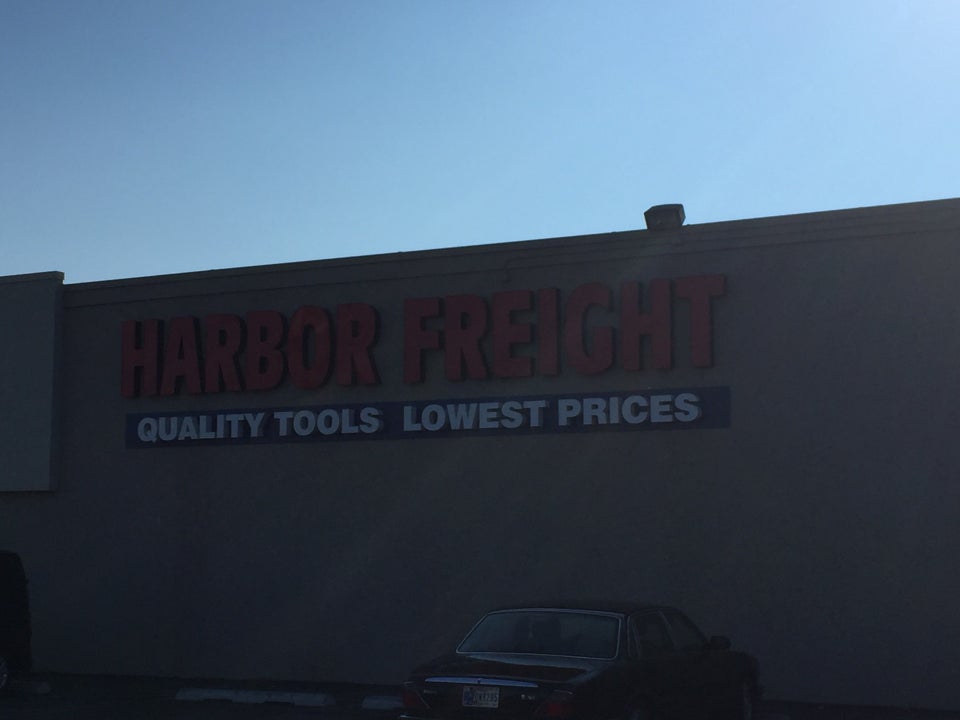 HARBOR FREIGHT
QUALITY TOOLS LOWEST PRICES